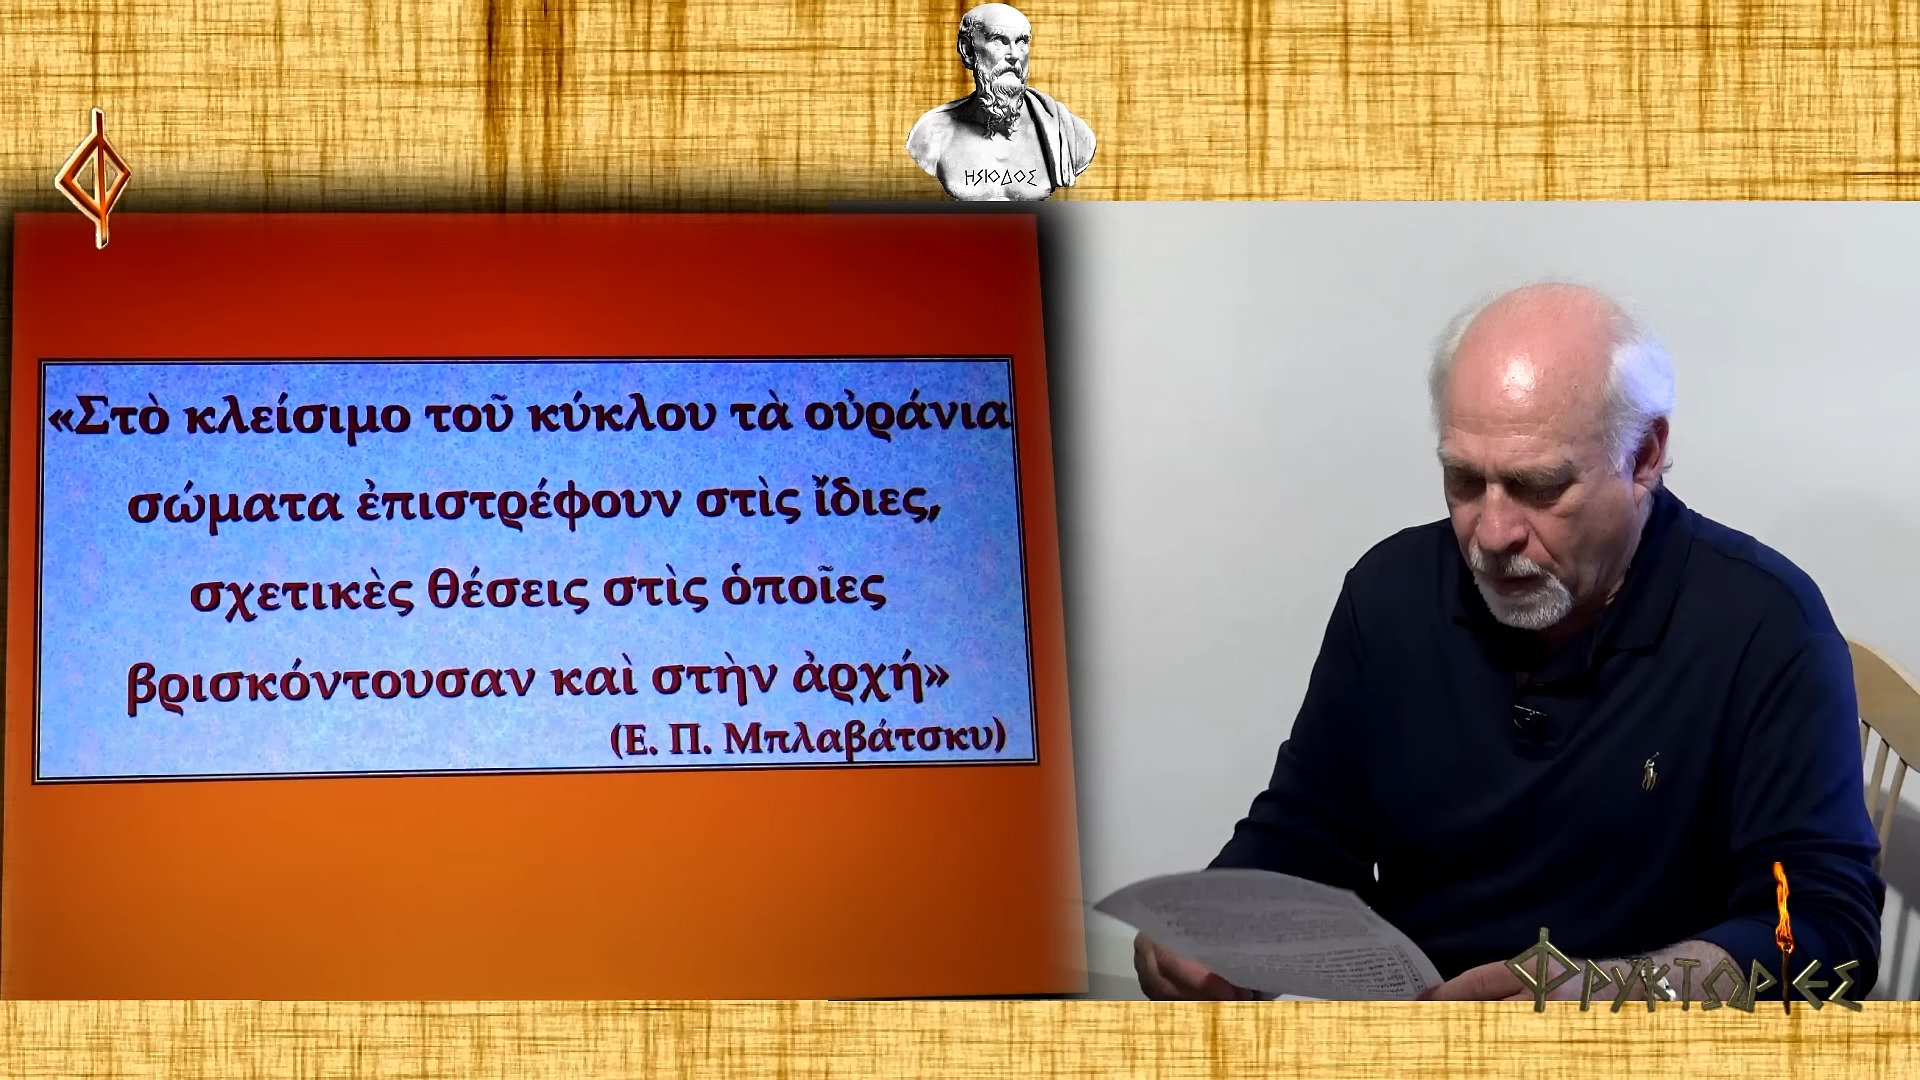 ΗΣΙΟΔΟΣ
«Στὸ κλείσιμο τοῦ κύκλου τὰ οὐράνια
σώματα ἐπιστρέφουν στὶς ἴδιες,
σχετικὲς θέσεις στὶς ὁποῖες
βρισκόντουσαν καὶ στὴν ἀρχή»
(Ε. Π. Μπλαβάτσκυ)
ΦΡΥΚΤΩΡΙΕΣ